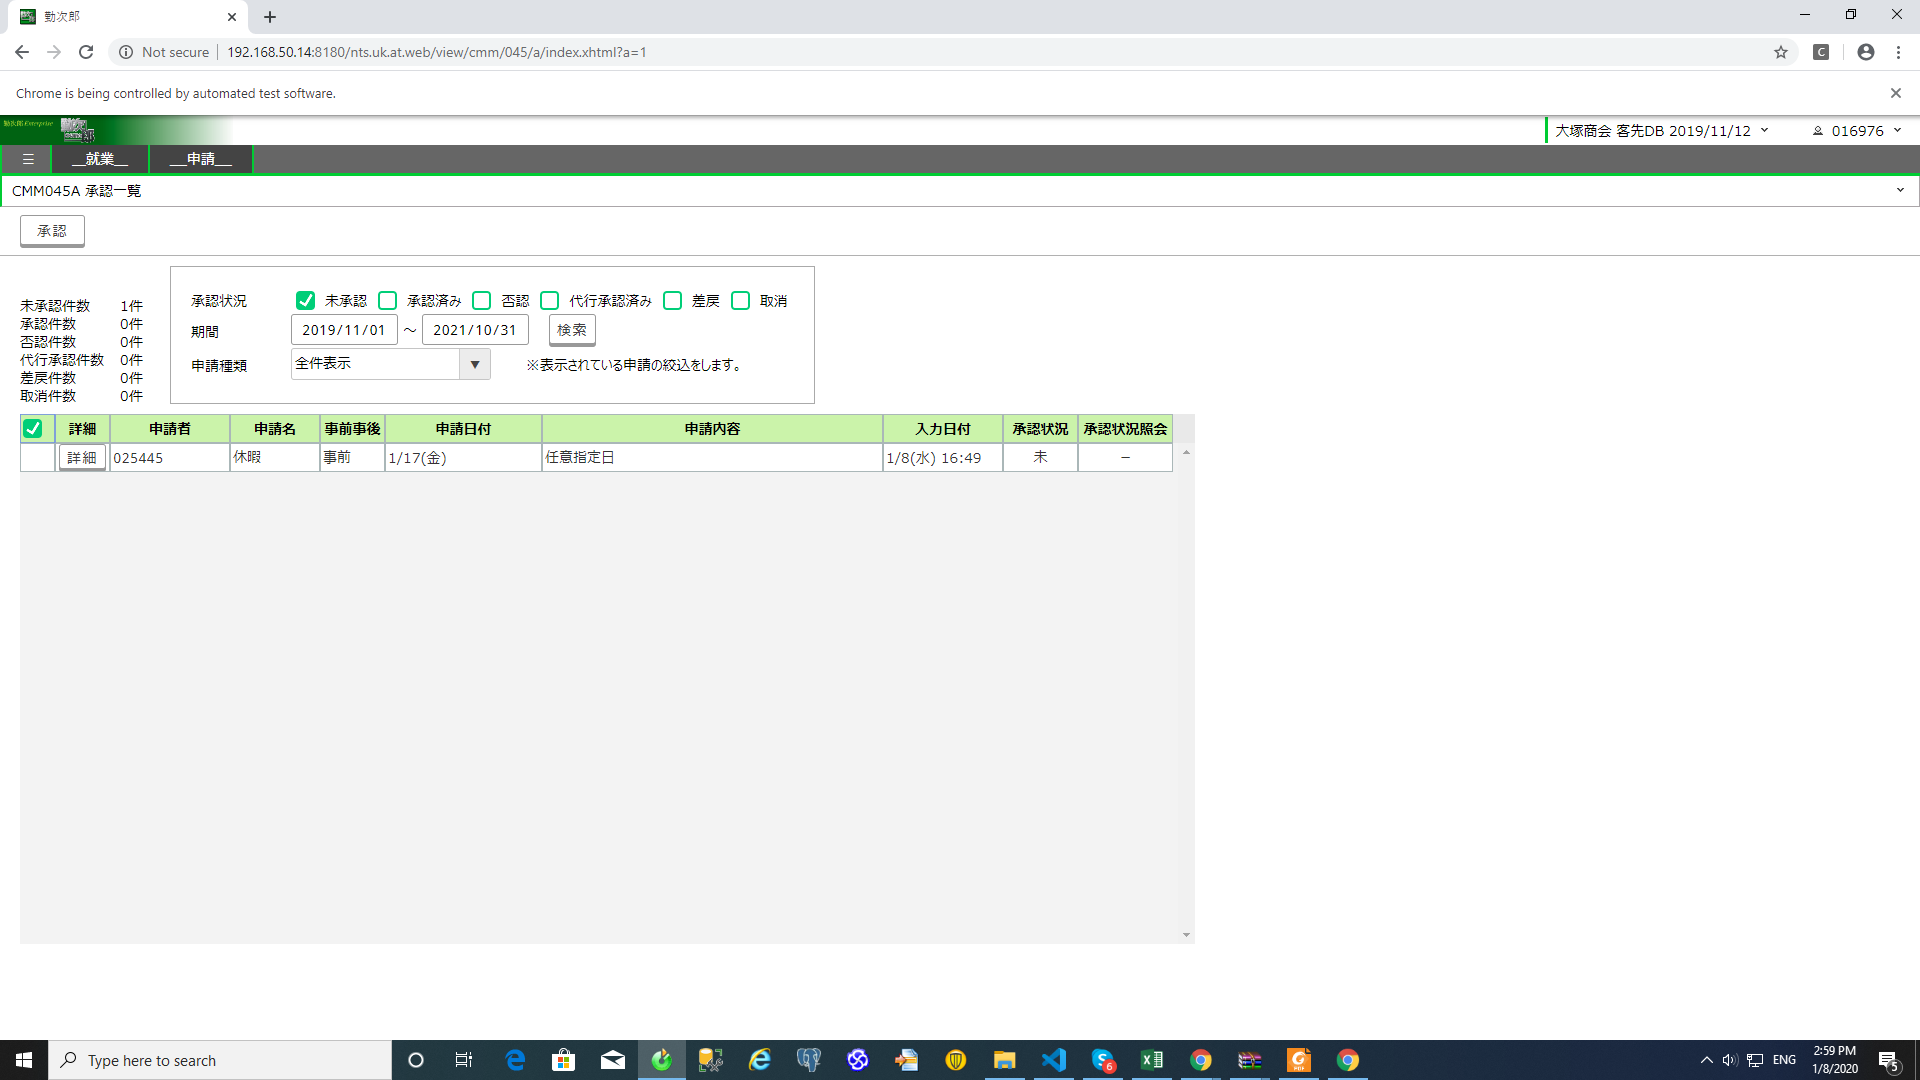 勤次郎
Not secure
192.168.50.14:8180/nts.uk.at.web/view/cmm/045/a/index.xhtml?a=1
C
Chrome is being controlled by automated test software.
勤次郎 Enterprise
大塚商会 客先DB 2019/11/12
016976
__就業__ __申請__
CMM045A 承認一覧
承認
未承認件数 1件
承認件数 0件
否認件数 0件
代行承認件数 0件
差戻件数 0件
取消件数 0件
承認状況 未承認 承認済み 否認 代行承認済み 差戻 取消
期間 2019/11/01 ～ 2021/10/31 検索
申請種類 全件表示 ※表示されている申請の絞込をします。
詳細 申請者 申請名 事前事後 申請日付 申請内容 入力日付 承認状況 承認状況照会
詳細 025445 休暇 事前 1/17(金) 任意指定日 1/8(水) 16:49 未 －
Type here to search
6
PDF
ENG
2:59 PM
1/8/2020
5